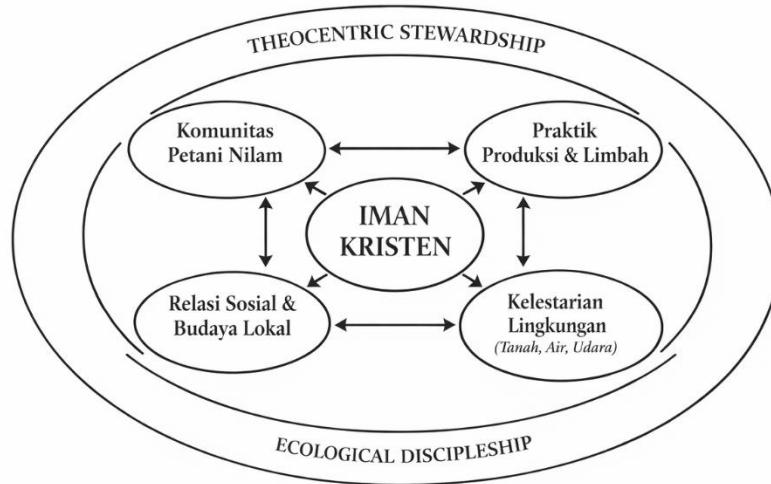 THEOCENTRIC STEWARDSHIP
Komunitas
Petani Nilam
Praktik
Produksi & Limbah
IMAN
KRISTEN
Relasi Sosial &
Budaya Lokal
Kelestarian
Lingkungan
(Tanah, Air, Udara)
ECOLOGICAL DISCIPLESHIP